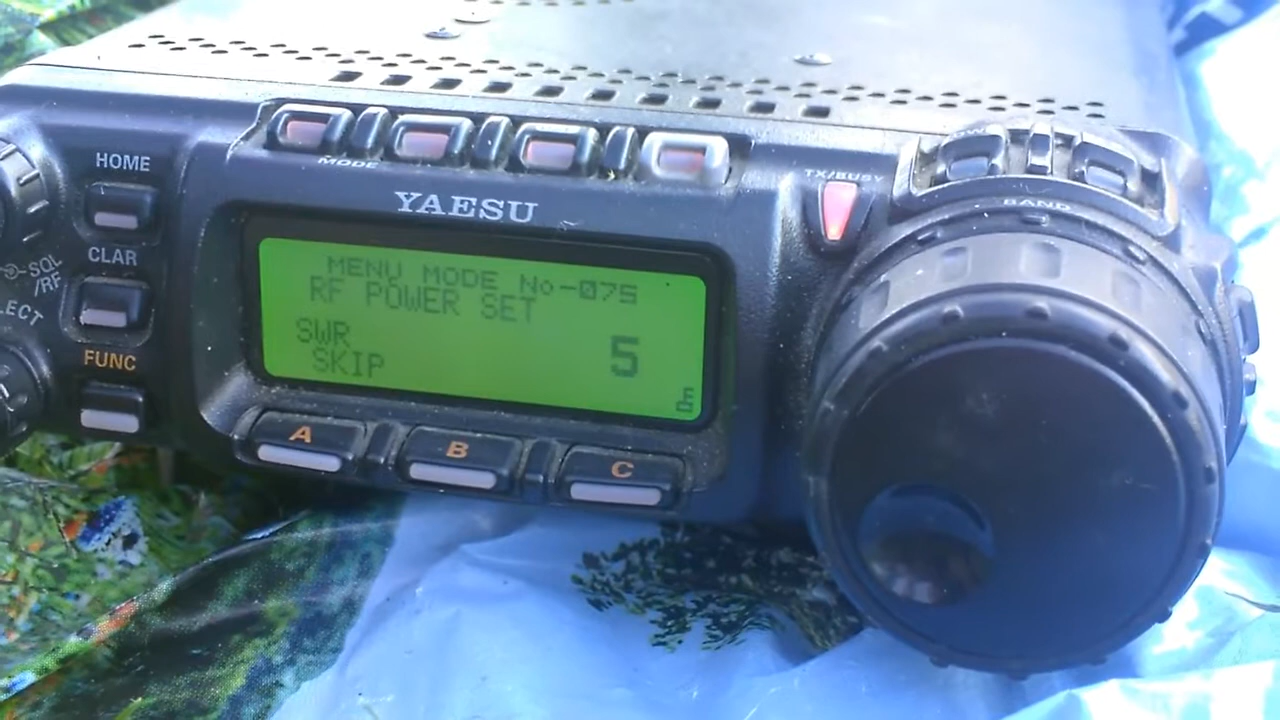 HOME
MODE
TX/BUSY
BAND
YAESU
CLAR
SQL
/RF
FUNC
MENU MODE No-075
RF POWER SET
SWR
SKIP
5
A
B
C